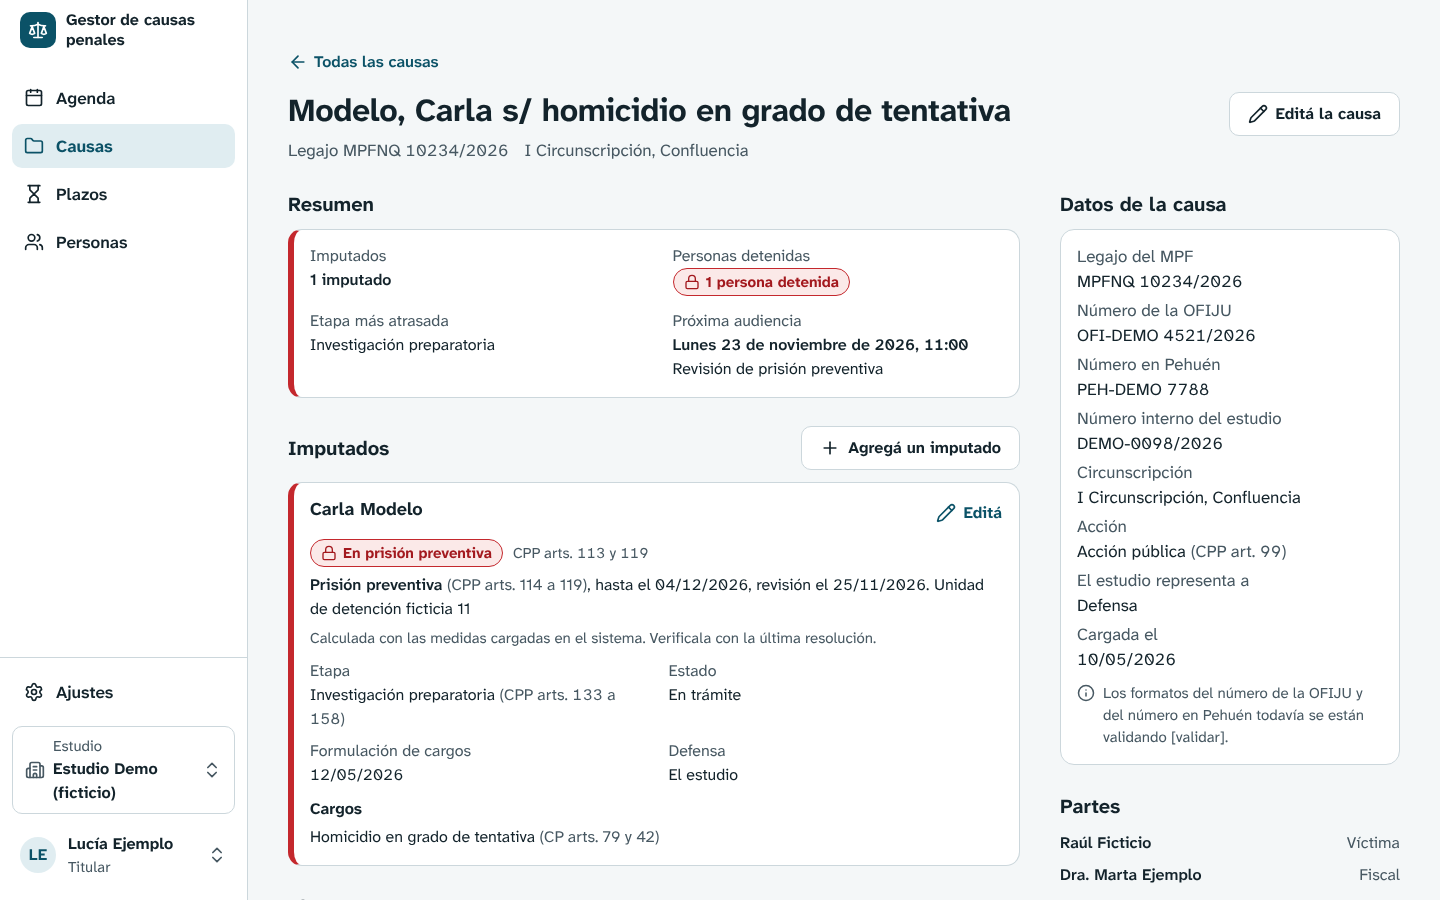 Gestor de causas
penales
Agenda
Causas
Plazos
Personas
Ajustes
Estudio
Estudio Demo
(ficticio)
LE
Lucía Ejemplo
Titular
Todas las causas
Modelo, Carla s/ homicidio en grado de tentativa
Editá la causa
Legajo MPFNQ 10234/2026 I Circunscripción, Confluencia
Resumen
Imputados
1 imputado
Personas detenidas
1 persona detenida
Etapa más atrasada
Investigación preparatoria
Próxima audiencia
Lunes 23 de noviembre de 2026, 11:00
Revisión de prisión preventiva
Imputados
Agregá un imputado
Carla Modelo
Editá
En prisión preventiva CPP arts. 113 y 119
Prisión preventiva (CPP arts. 114 a 119), hasta el 04/12/2026, revisión el 25/11/2026. Unidad
de detención ficticia 11
Calculada con las medidas cargadas en el sistema. Verificala con la última resolución.
Etapa
Investigación preparatoria (CPP arts. 133 a
158)
Estado
En trámite
Formulación de cargos
12/05/2026
Defensa
El estudio
Cargos
Homicidio en grado de tentativa (CP arts. 79 y 42)
Datos de la causa
Legajo del MPF
MPFNQ 10234/2026
Número de la OFIJU
OFI-DEMO 4521/2026
Número en Pehuén
PEH-DEMO 7788
Número interno del estudio
DEMO-0098/2026
Circunscripción
I Circunscripción, Confluencia
Acción
Acción pública (CPP art. 99)
El estudio representa a
Defensa
Cargada el
10/05/2026
Los formatos del número de la OFIJU y
del número en Pehuén todavía se están
validando [validar].
Partes
Raúl Ficticio Víctima
Dra. Marta Ejemplo Fiscal